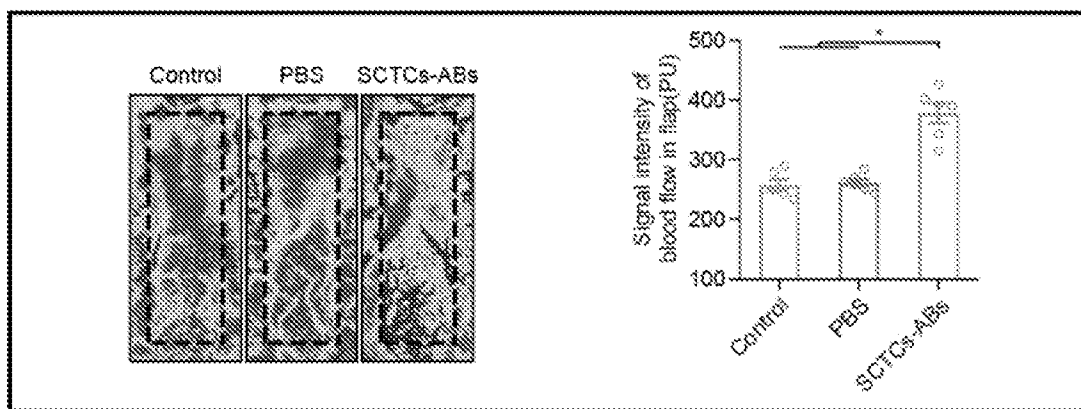 Control
PBS
SCTCs-ABs
Signal intensity of
blood flow in flap(PU)
500
400
300
200
100
*
Control
PBS
SCTCs-ABs